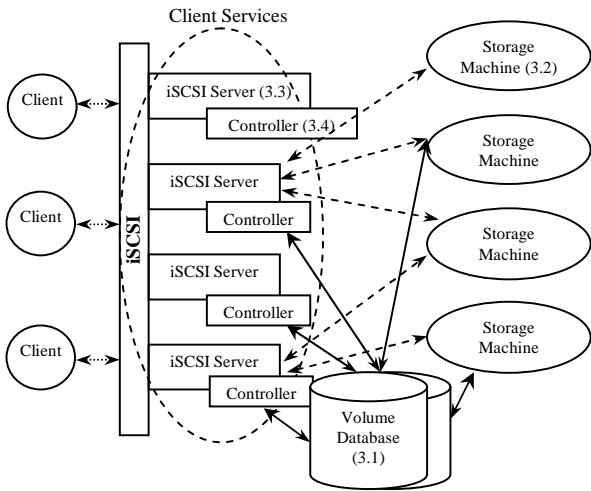 Client Services
Client
Client
Client
iSCSI
iSCSI Server (3.3)
Controller (3.4)
iSCSI Server
Controller
iSCSI Server
Controller
iSCSI Server
Controller
Storage
Machine (3.2)
Storage
Machine
Storage
Machine
Storage
Machine
Volume
Database
(3.1)